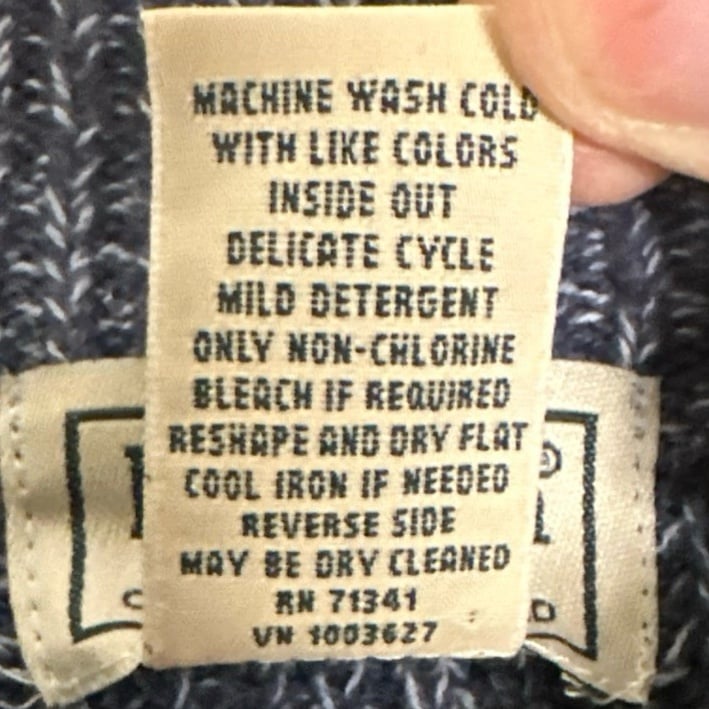 MACHINE WASH COLD
WITH LIKE COLORS
INSIDE OUT
DELICATE CYCLE
MILD DETERGENT
ONLY NON-CHLORINE
BLEACH IF REQUIRED
RESHAPE AND DRY FLAT
COOL IRON IF NEEDED
REVERSE SIDE
MAY BE DRY CLEANED
RN 71341
VN 1003627